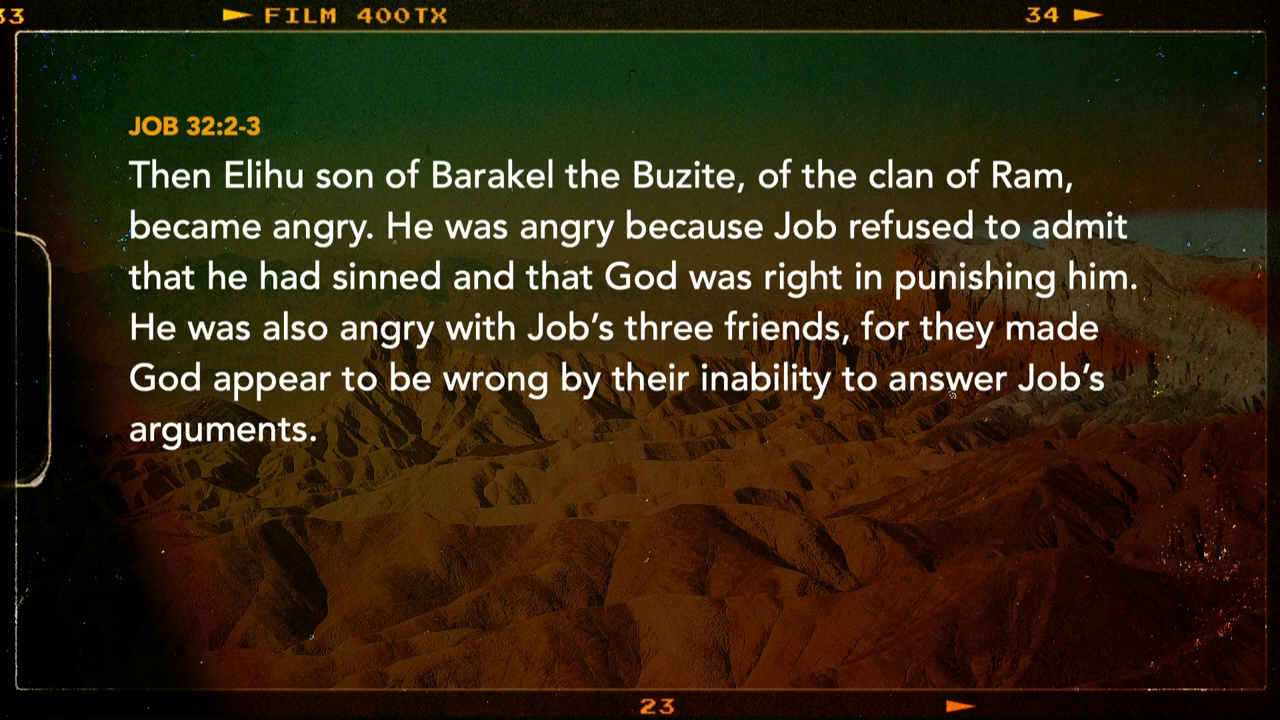 33 ► FILM 400TX 34 ►
JOB 32:2-3
Then Elihu son of Barakel the Buzite, of the clan of Ram,
became angry. He was angry because Job refused to admit
that he had sinned and that God was right in punishing him.
He was also angry with Job’s three friends, for they made
God appear to be wrong by their inability to answer Job’s
arguments.
23 ►